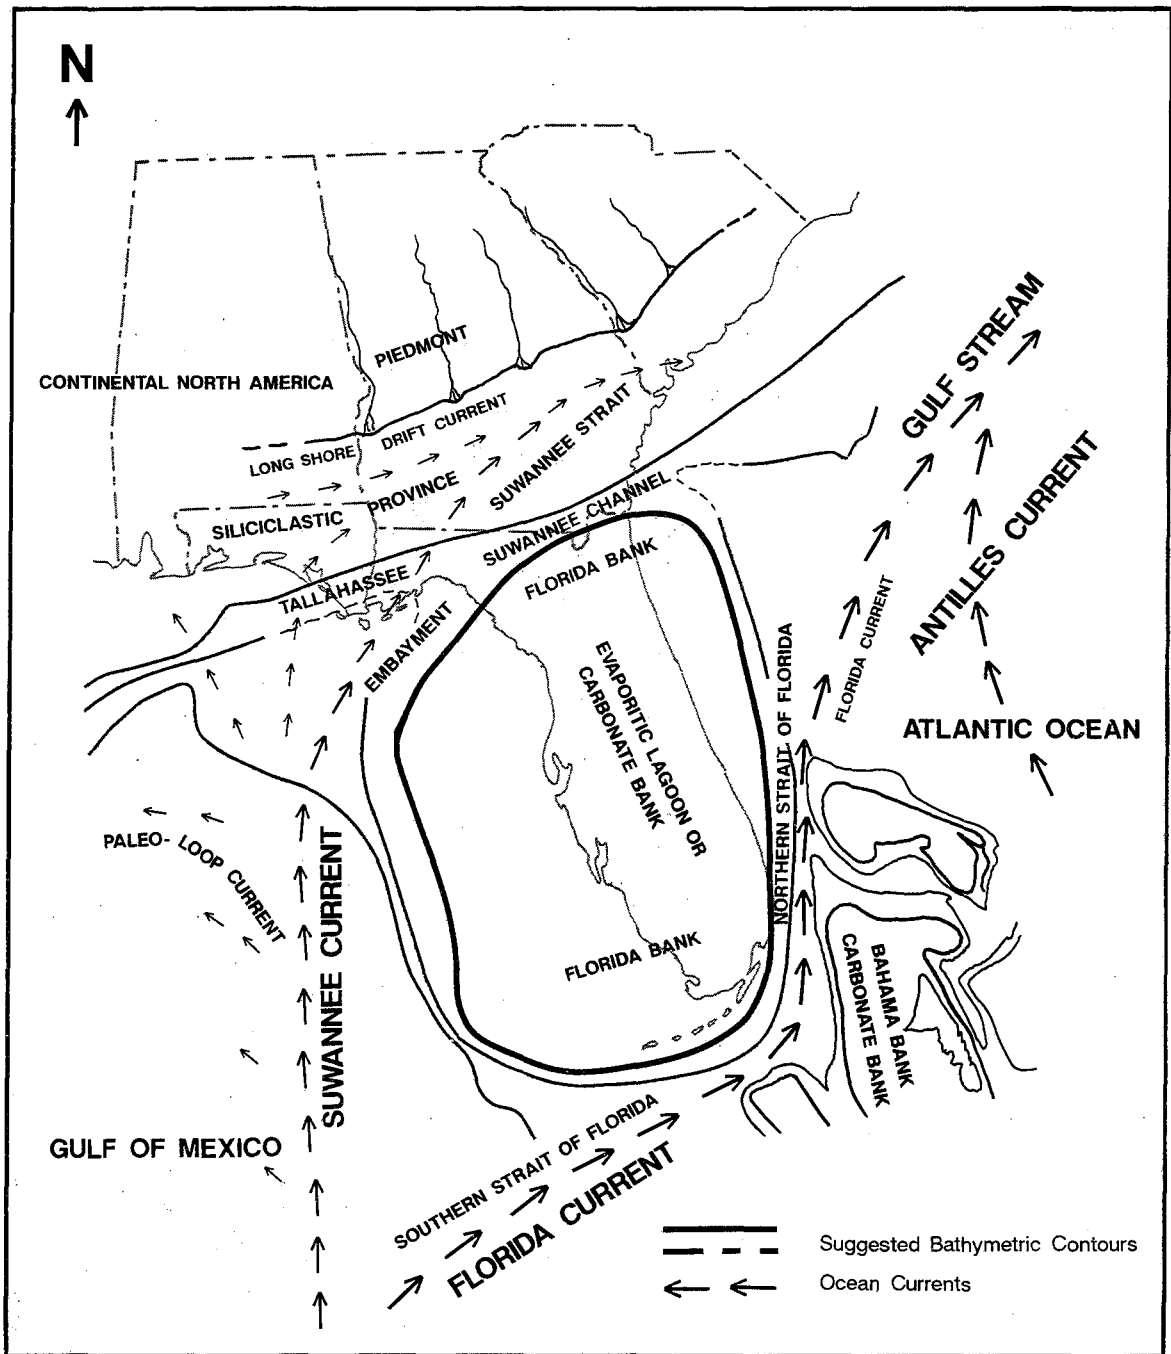 N
PIEDMONT
CONTINENTAL NORTH AMERICA
LONG SHORE DRIFT CURRENT
SILICICLASTIC PROVINCE
SUWANNEE STRAIT
SUWANNEE CHANNEL
TALLAHASSEE
EMBAYMENT
FLORIDA BANK
EVAPORITIC LAGOON OR
CARBONATE BANK
FLORIDA BANK
NORTHERN STRAIT OF FLORIDA
FLORIDA CURRENT
GULF STREAM
ANTILLES CURRENT
ATLANTIC OCEAN
PALEO- LOOP CURRENT
SUWANNEE CURRENT
BAHAMA BANK
CARBONATE BANK
GULF OF MEXICO
SOUTHERN STRAIT OF FLORIDA
FLORIDA CURRENT
Suggested Bathymetric Contours
Ocean Currents